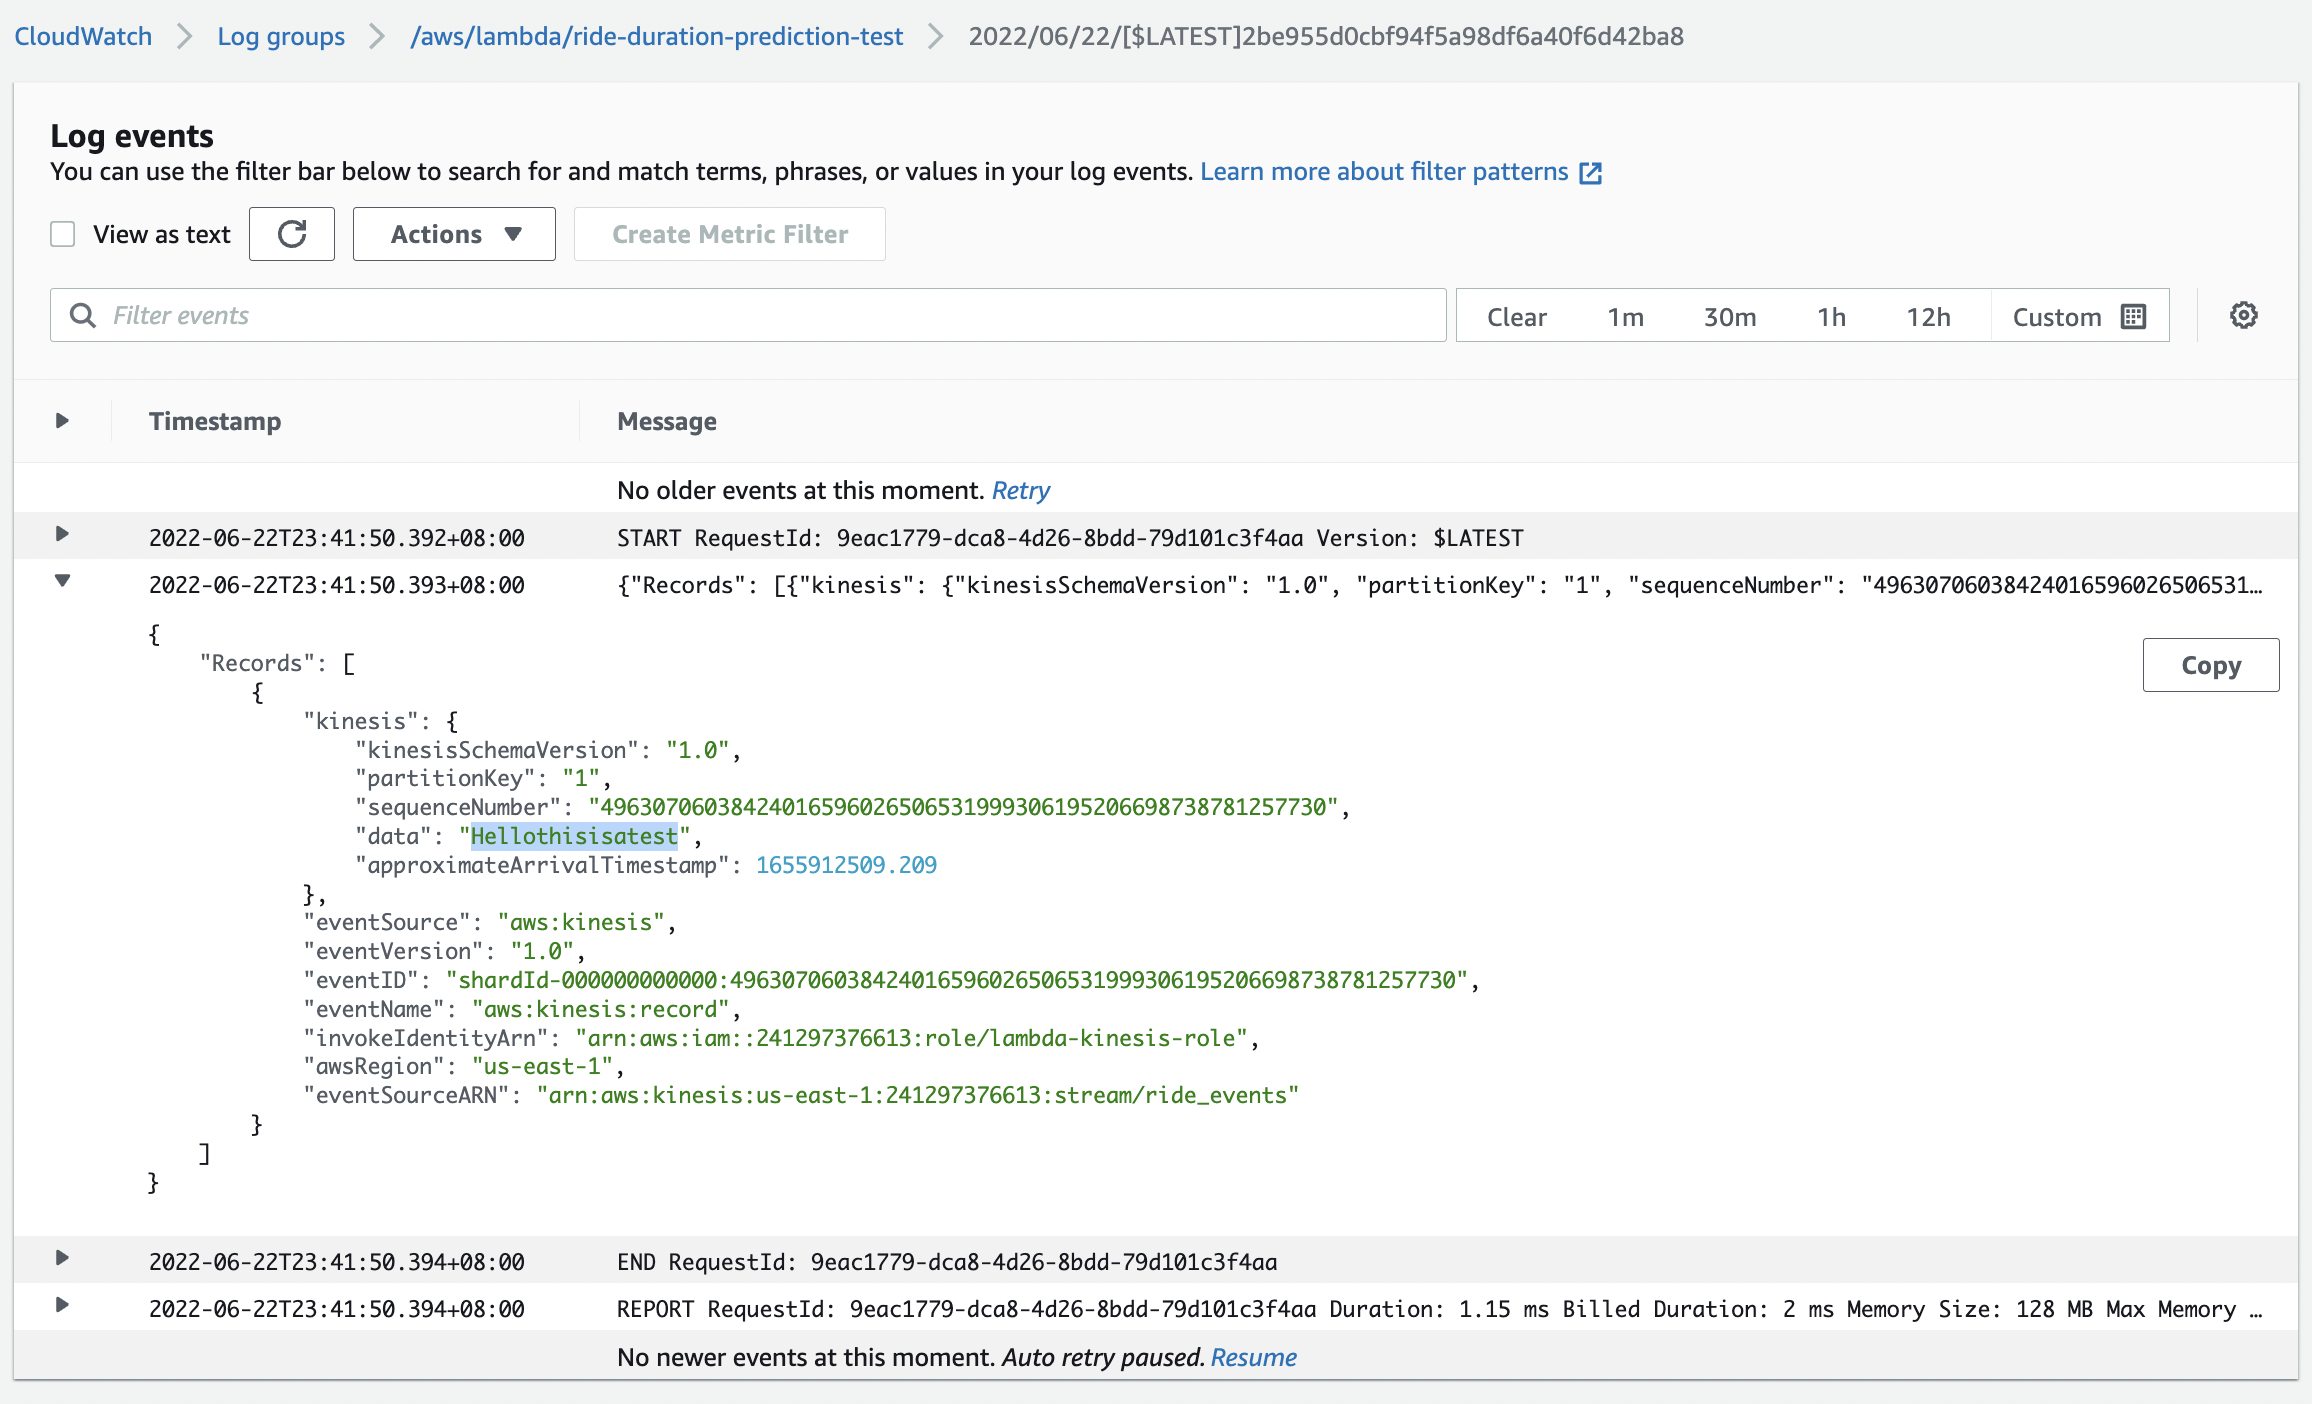 CloudWatch > Log groups > /aws/lambda/ride-duration-prediction-test > 2022/06/22/[$LATEST]2be955d0cbf94f5a98df6a40f6d42ba8
Log events
You can use the filter bar below to search for and match terms, phrases, or values in your log events. Learn more about filter patterns
View as text Actions Create Metric Filter
Filter events Clear 1m 30m 1h 12h Custom
Timestamp Message
No older events at this moment. Retry
2022-06-22T23:41:50.392+08:00 START RequestId: 9eac1779-dca8-4d26-8bdd-79d101c3f4aa Version: $LATEST
2022-06-22T23:41:50.393+08:00 {"Records": [{"kinesis": {"kinesisSchemaVersion": "1.0", "partitionKey": "1", "sequenceNumber": "49630706038424016596026506531…
{
"Records": [
Copy
{
"kinesis": {
"kinesisSchemaVersion": "1.0",
"partitionKey": "1",
"sequenceNumber": "49630706038424016596026506531999306195206698738781257730",
"data": "Hellothisisatest",
"approximateArrivalTimestamp": 1655912509.209
},
"eventSource": "aws:kinesis",
"eventVersion": "1.0",
"eventID": "shardId-000000000000:49630706038424016596026506531999306195206698738781257730",
"eventName": "aws:kinesis:record",
"invokeIdentityArn": "arn:aws:iam::241297376613:role/lambda-kinesis-role",
"awsRegion": "us-east-1",
"eventSourceARN": "arn:aws:kinesis:us-east-1:241297376613:stream/ride_events"
}
]
}
2022-06-22T23:41:50.394+08:00 END RequestId: 9eac1779-dca8-4d26-8bdd-79d101c3f4aa
2022-06-22T23:41:50.394+08:00 REPORT RequestId: 9eac1779-dca8-4d26-8bdd-79d101c3f4aa Duration: 1.15 ms Billed Duration: 2 ms Memory Size: 128 MB Max Memory …
No newer events at this moment. Auto retry paused. Resume